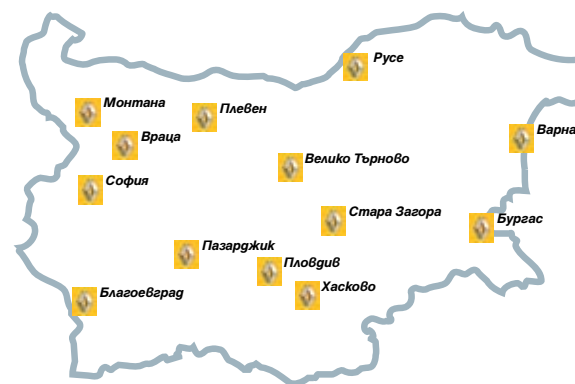 Русе
Монтана
Плевен
Враца
Варна
Велико Търново
София
Стара Загора
Бургас
Пазарджик
Пловдив
Хасково
Благоевград